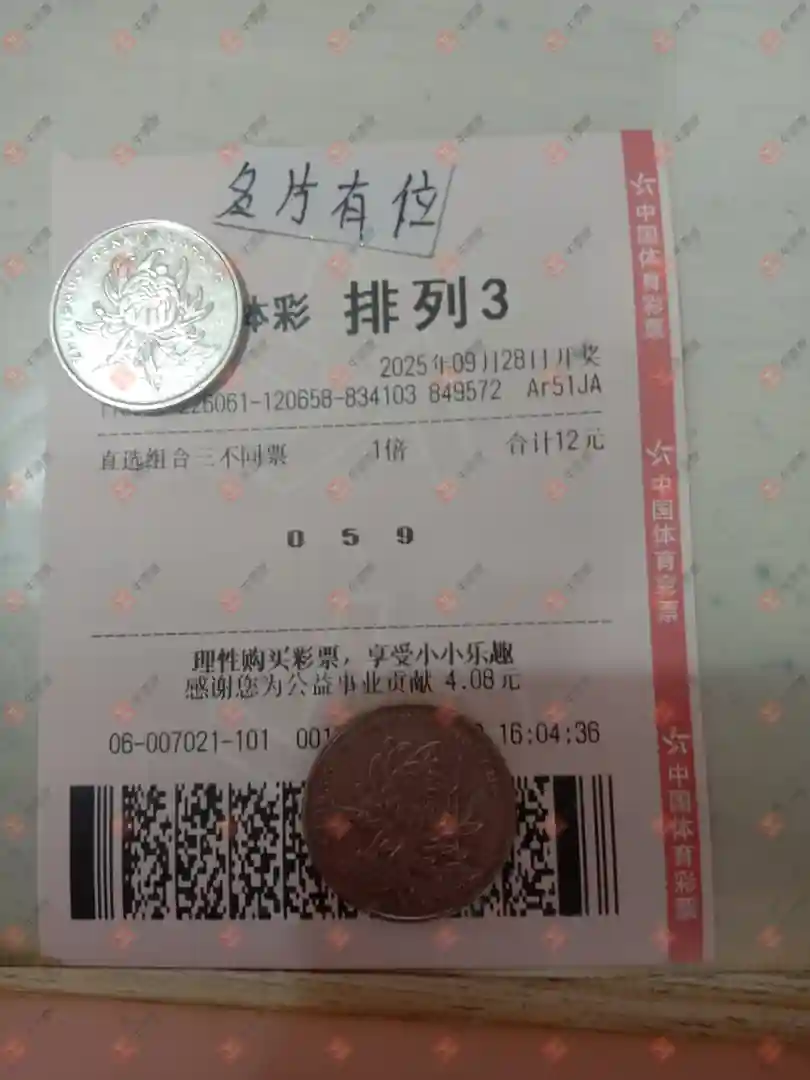 名片有位
体彩 排列3
2025年09月28日开奖
226061-120658-834103 849572 Ar51JA
直选组合三不同票 1倍 合计12元
0 5 9
理性购买彩票，享受小小乐趣
感谢您为公益事业贡献 4.08元
06-007021-101 001 16:04:36
中国体育彩票
中国体育彩票
中国体育彩票